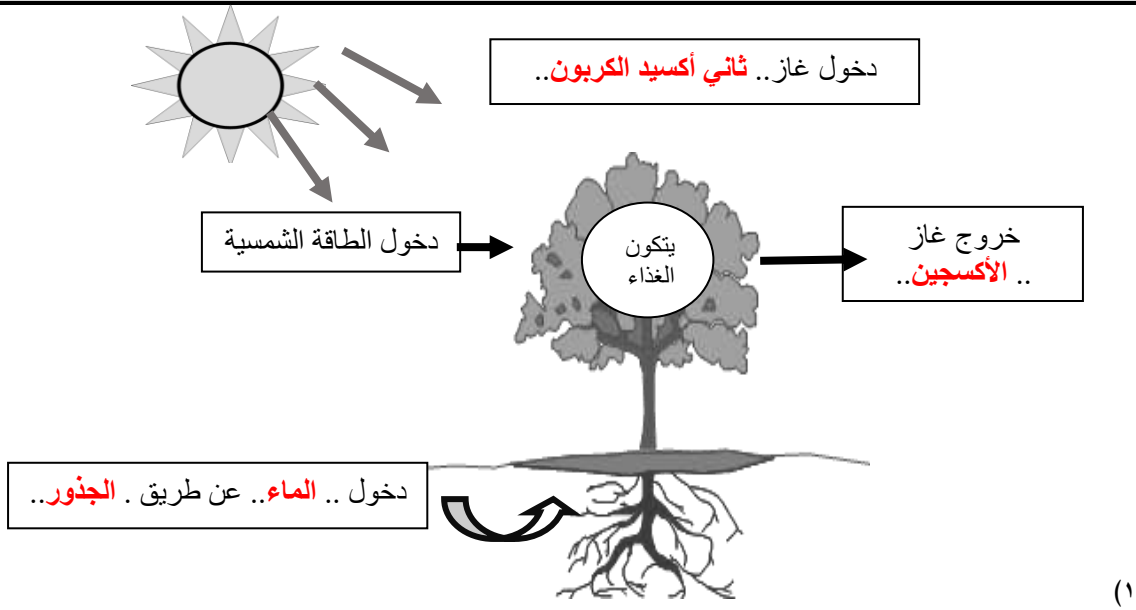 دخول غاز.. ثاني أكسيد الكربون..
دخول الطاقة الشمسية
يتكون
الغذاء
خروج غاز
.. الأكسجين..
دخول .. الماء.. عن طريق . الجذور..
١)